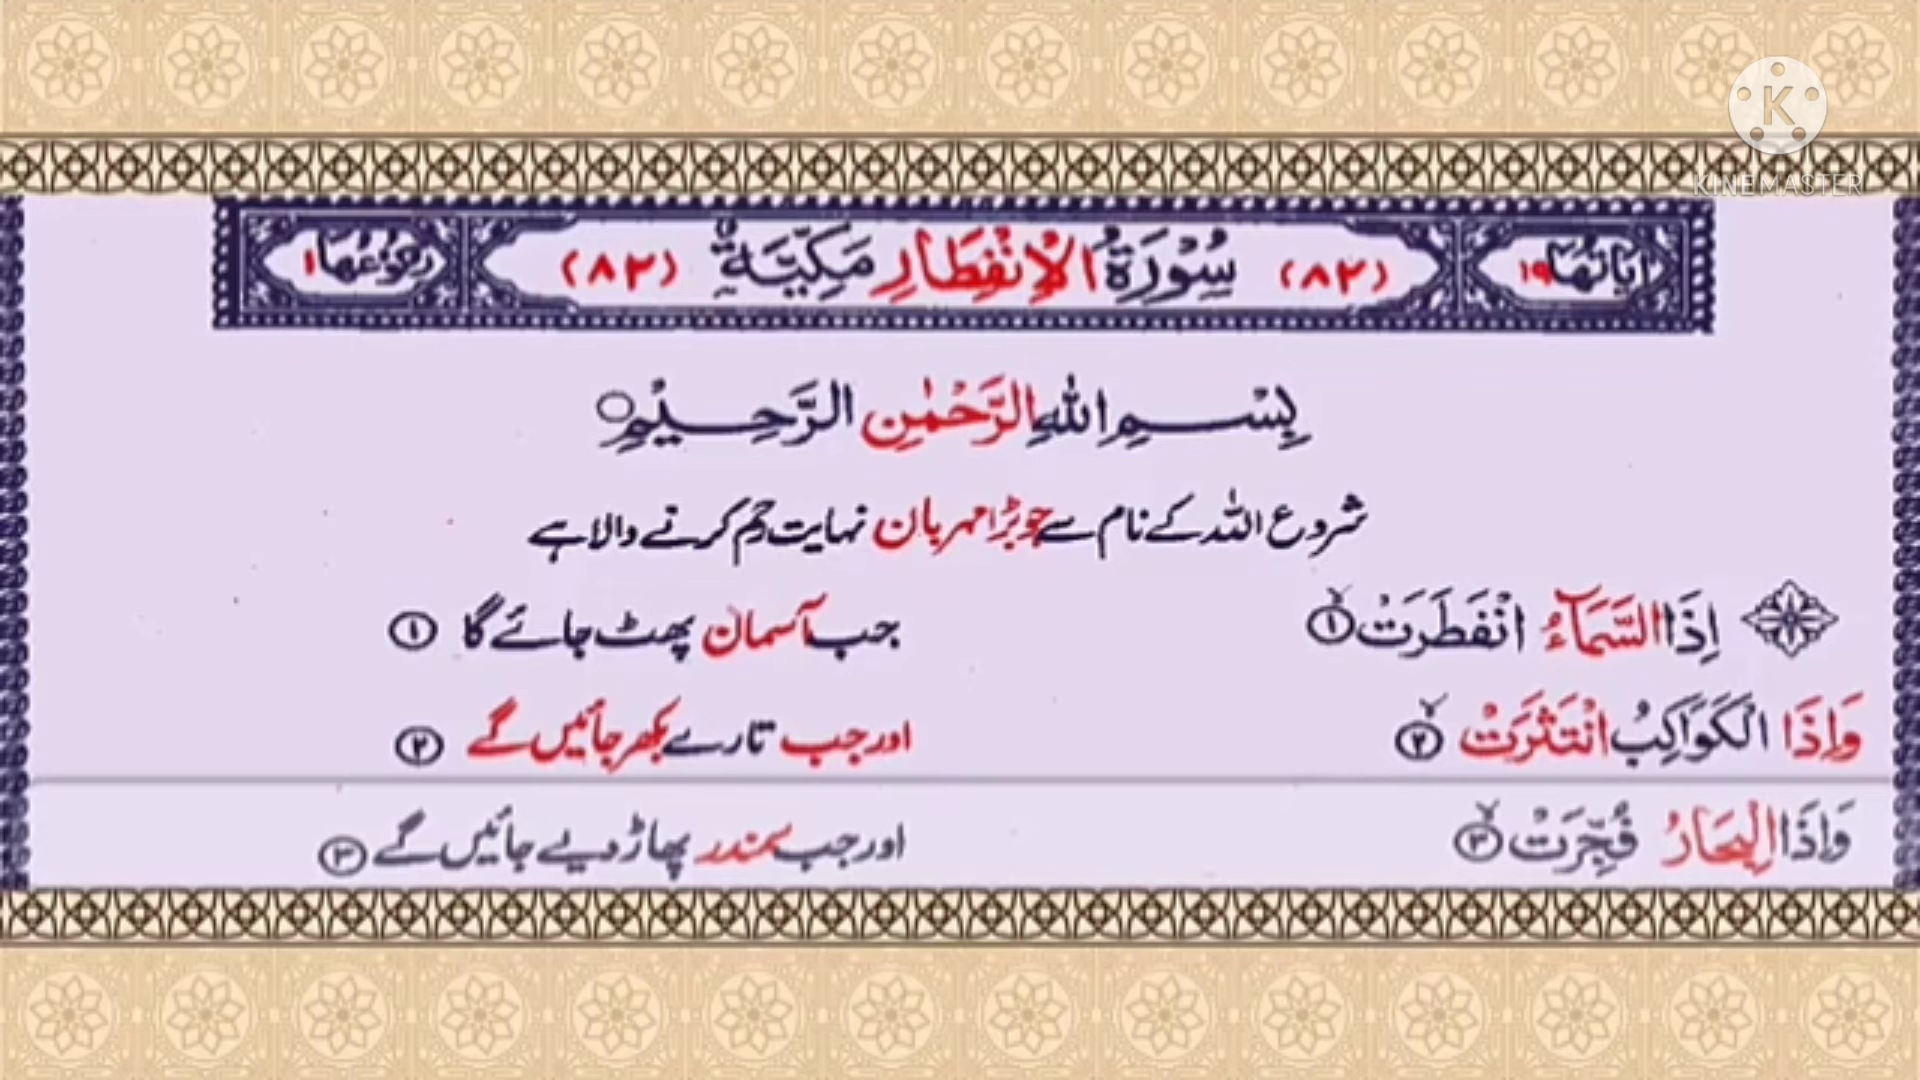 KINEMASTER
اٰيَاتُهَا ١٩ (٨٢) سُوْرَةُ الْاِنْفِطَارِ مَكِّيَّةٌ (٨٢) رُكُوْعُهَا ١
بِسْمِ اللّٰهِ الرَّحْمٰنِ الرَّحِيْمِ
شروع اللہ کے نام سے جو بڑا مہربان نہایت رحم کرنے والا ہے
اِذَا السَّمَآءُ انْفَطَرَتْ ۙ﴿١﴾ جب آسمان پھٹ جائے گا ﴿١﴾
وَاِذَا الْكَوَاكِبُ انْتَثَرَتْ ۙ﴿٢﴾ اور جب تارے بکھر جائیں گے ﴿٢﴾
وَاِذَا الْبِحَارُ فُجِّرَتْ ۙ﴿٣﴾ اور جب سمندر پھاڑ دیے جائیں گے ﴿٣﴾